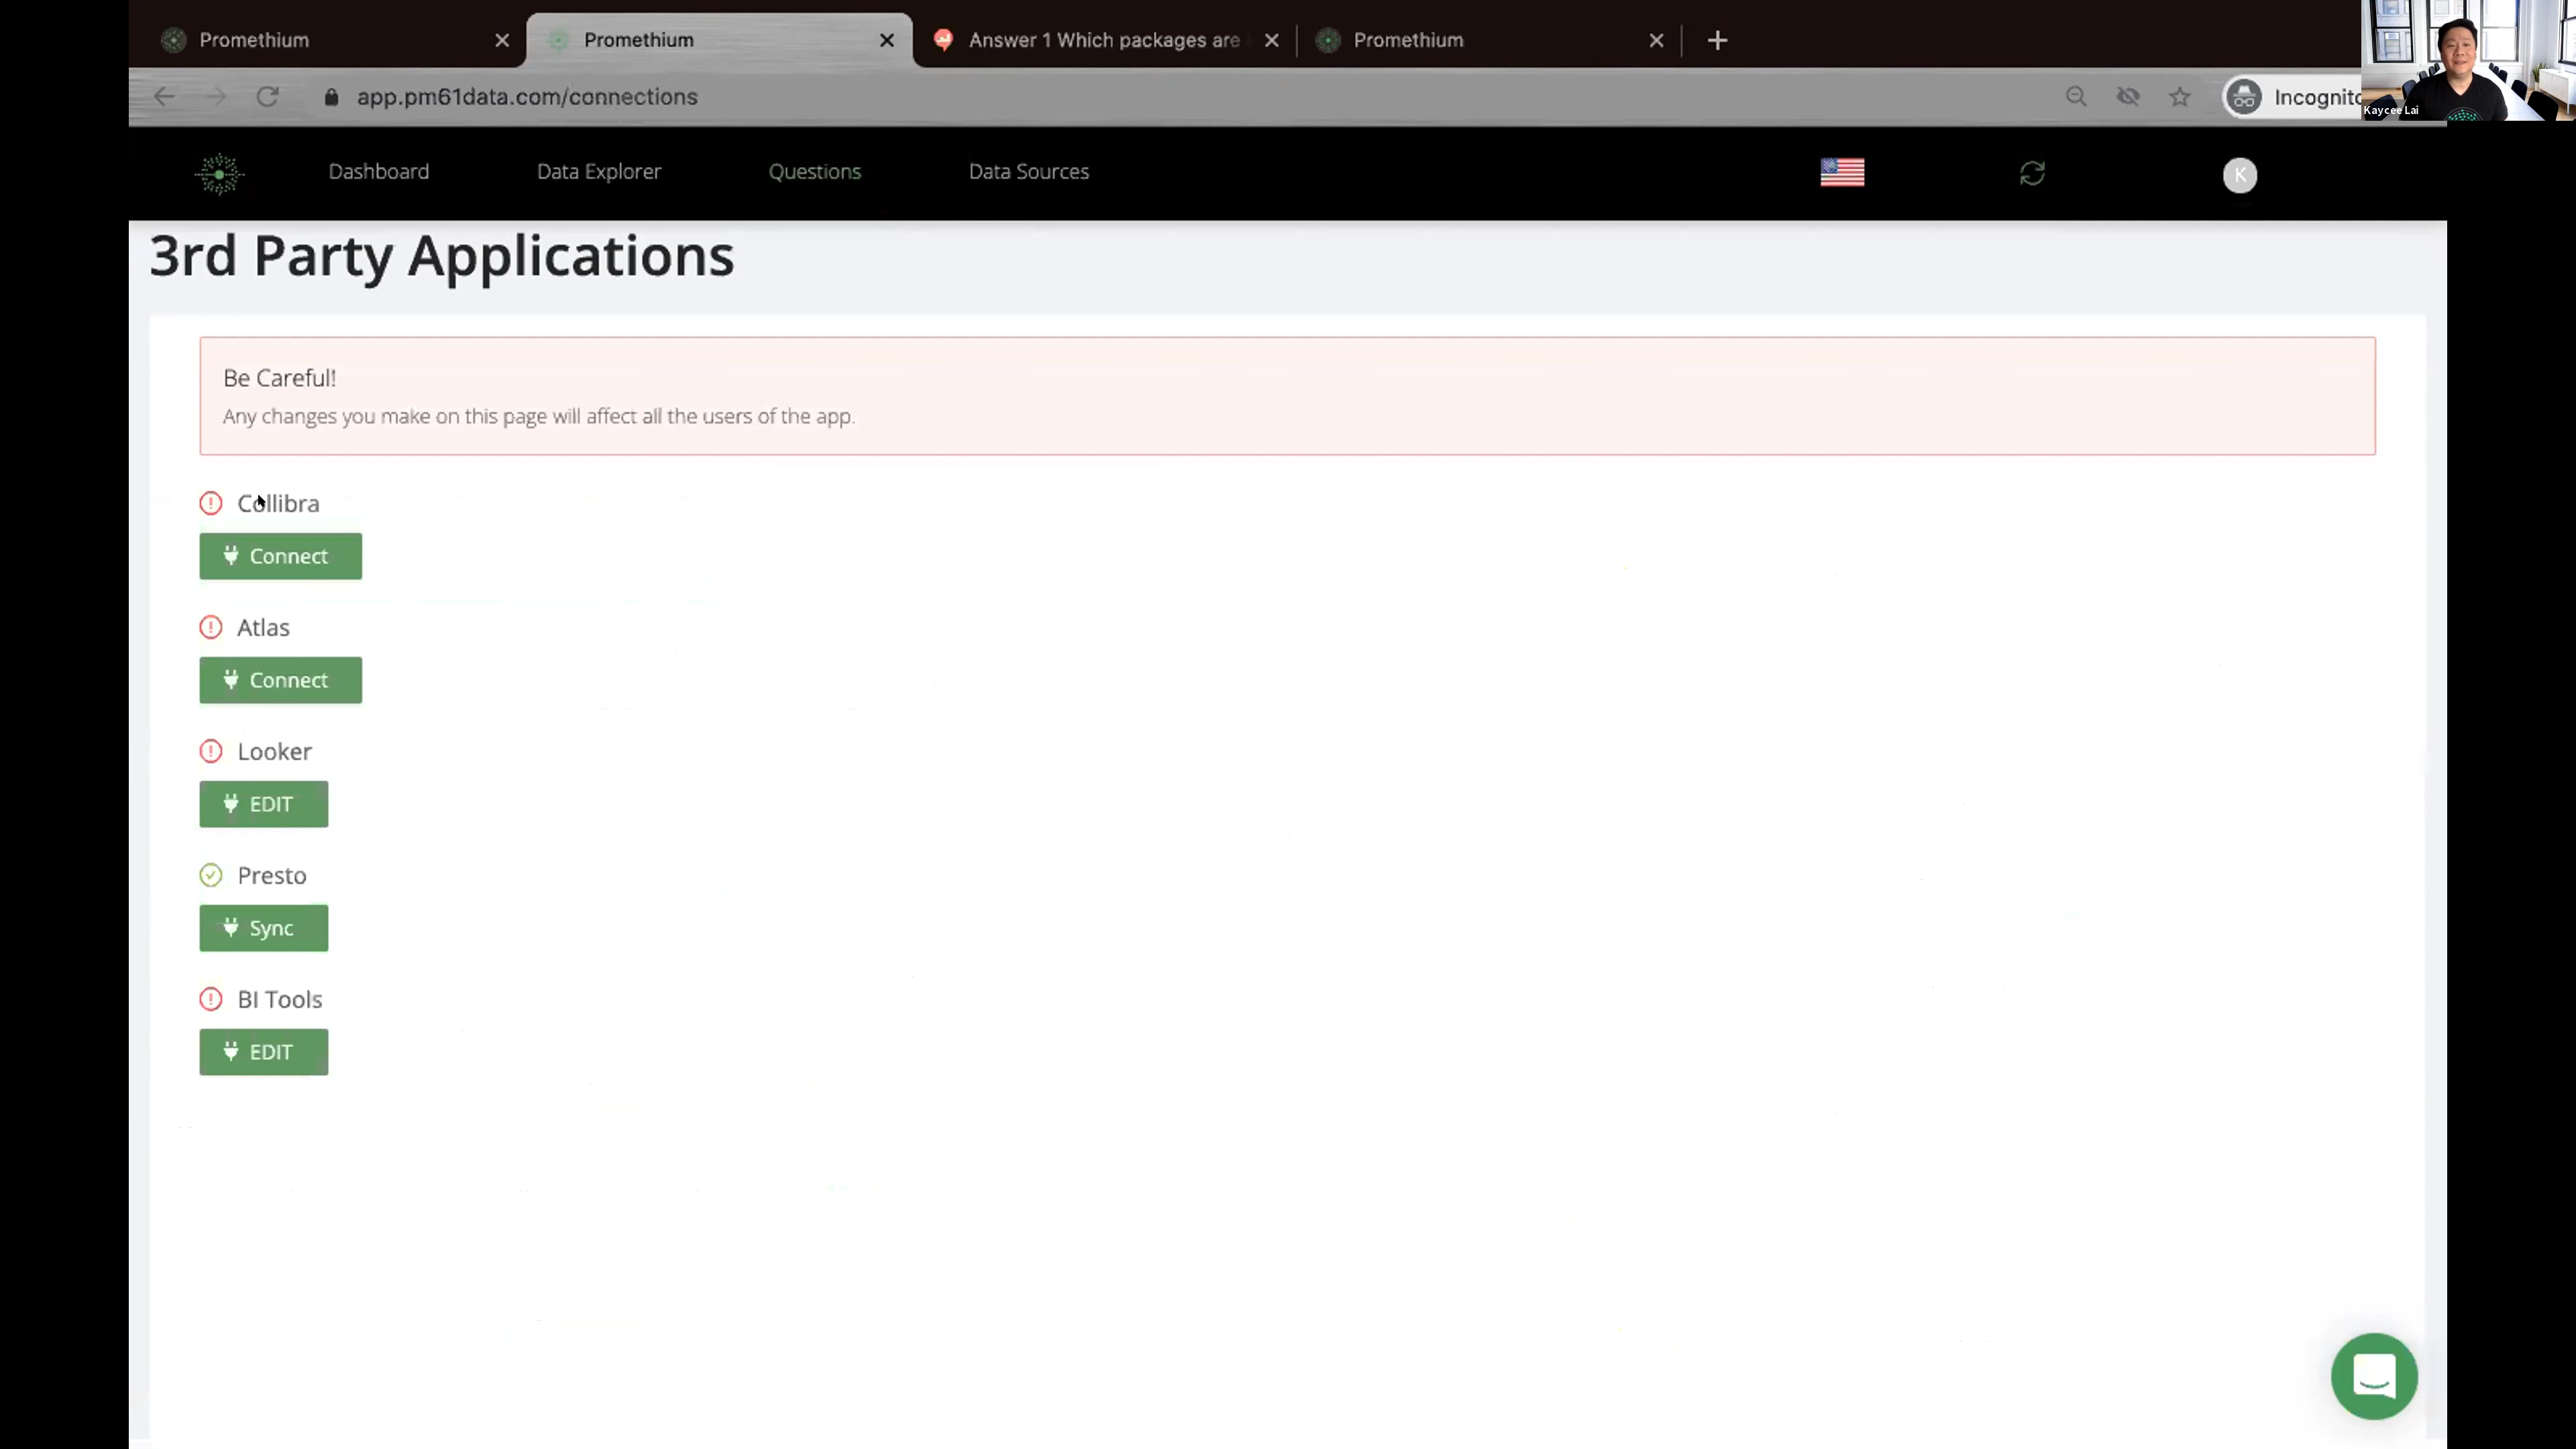 Promethium
Promethium
Answer 1 Which packages are
Promethium
app.pm61data.com/connections
Incognito
Kaycee Lai
Dashboard
Data Explorer
Questions
Data Sources
K
3rd Party Applications
Be Careful!
Any changes you make on this page will affect all the users of the app.
Collibra
Connect
Atlas
Connect
Looker
EDIT
Presto
Sync
BI Tools
EDIT